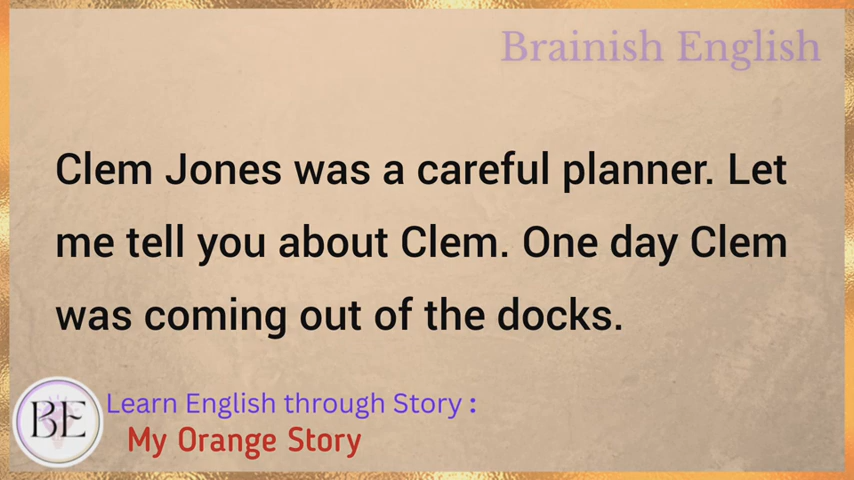 Brainish English
Clem Jones was a careful planner. Let
me tell you about Clem. One day Clem
was coming out of the docks.
BE
Learn English through Story :
My Orange Story